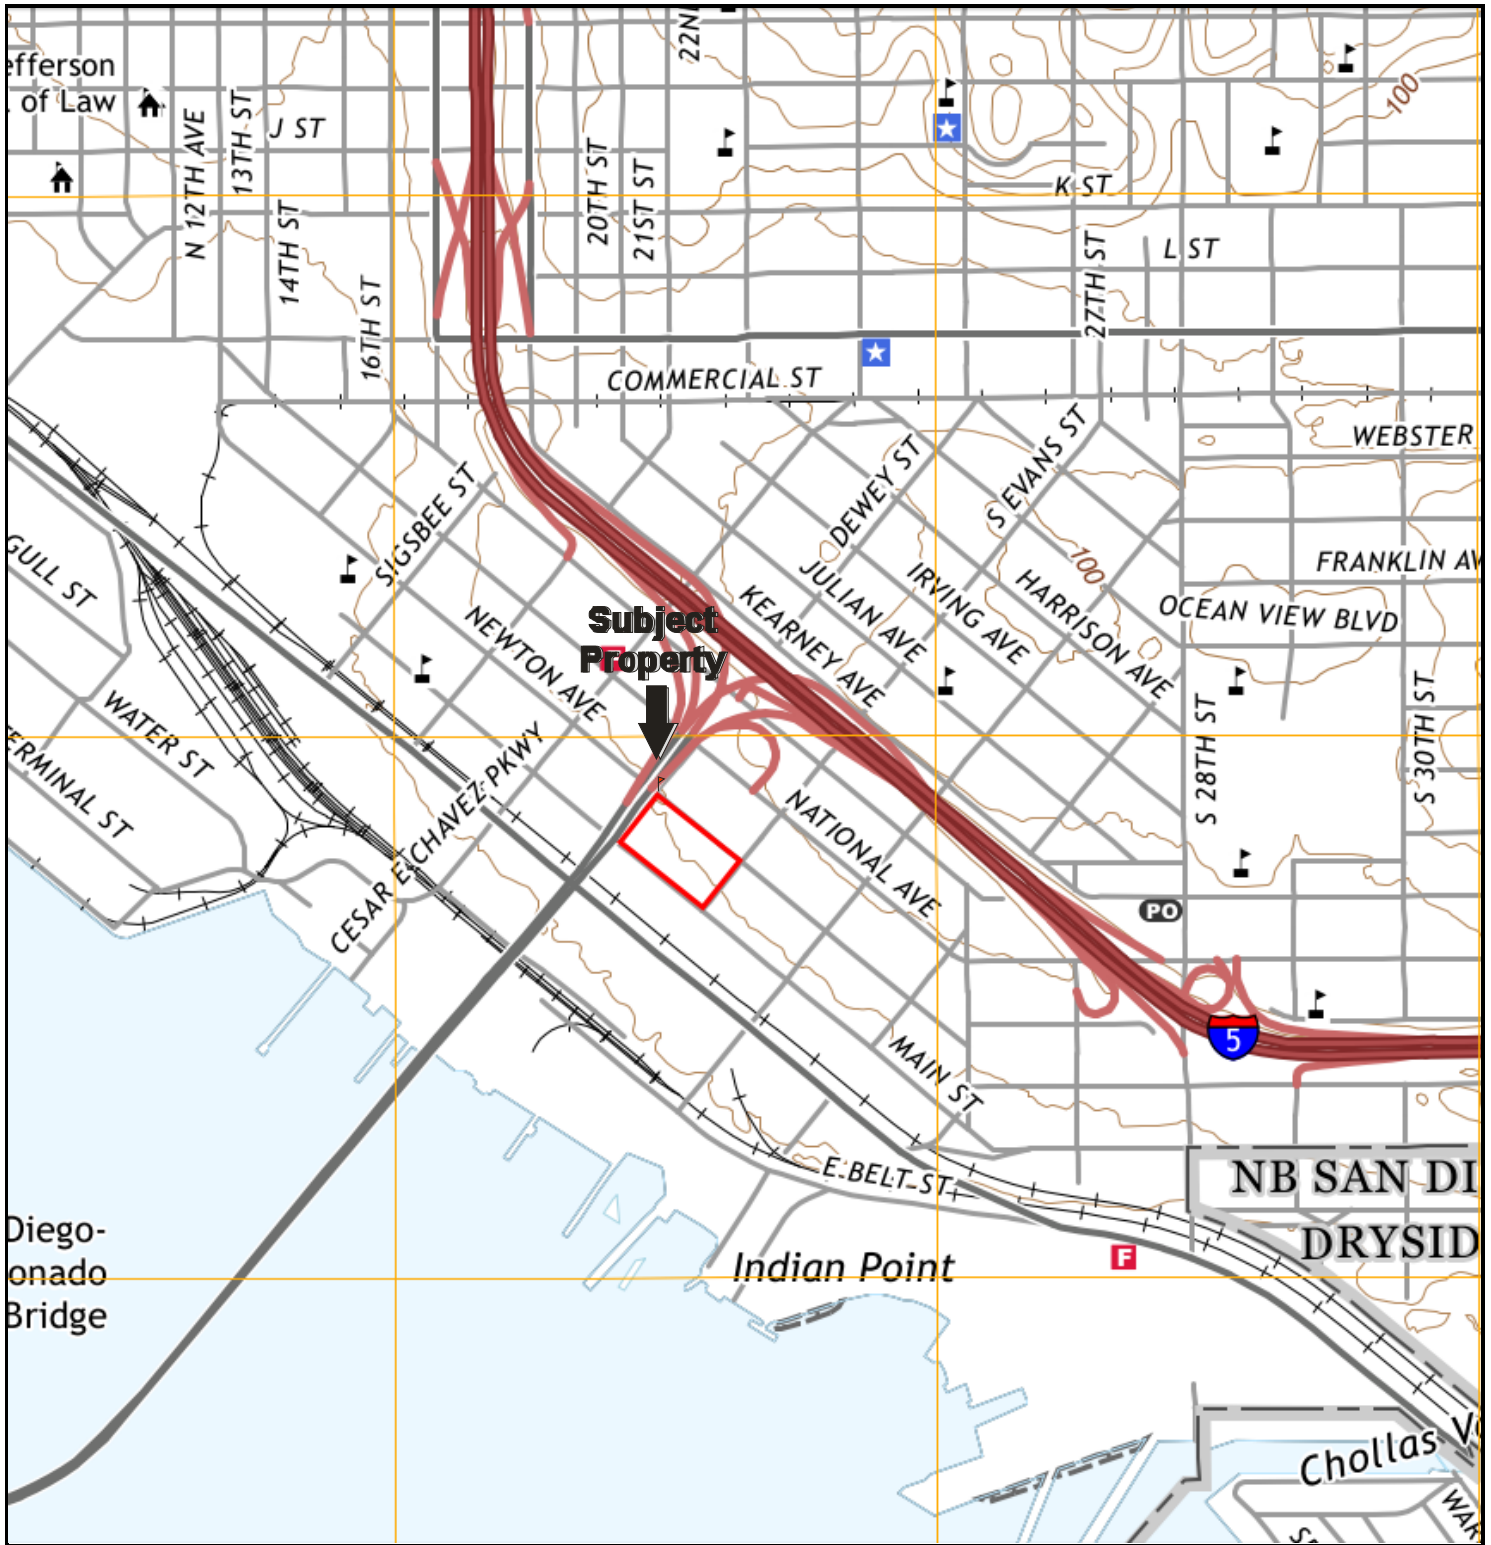 22N
efferson
. of Law
100
J ST
N 12TH AVE
13TH ST
20TH ST
21ST ST
K ST
14TH ST
L ST
27TH ST
16TH ST
COMMERCIAL ST
WEBSTER
SIGSBEE ST
DEWEY ST
S EVANS ST
GULL ST
100
FRANKLIN AV
JULIAN AVE
IRVING AVE
HARRISON AVE
OCEAN VIEW BLVD
KEARNEY AVE
NEWTON AVE
Subject
Property
F
WATER ST
S 28TH ST
S 30TH ST
ERMINAL ST
CESAR E CHAVEZ PKWY
NATIONAL AVE
PO
5
MAIN ST
E BELT ST
NB SAN DI
DRYSID
Diego-
onado
Bridge
F
Indian Point
Chollas V
WAR